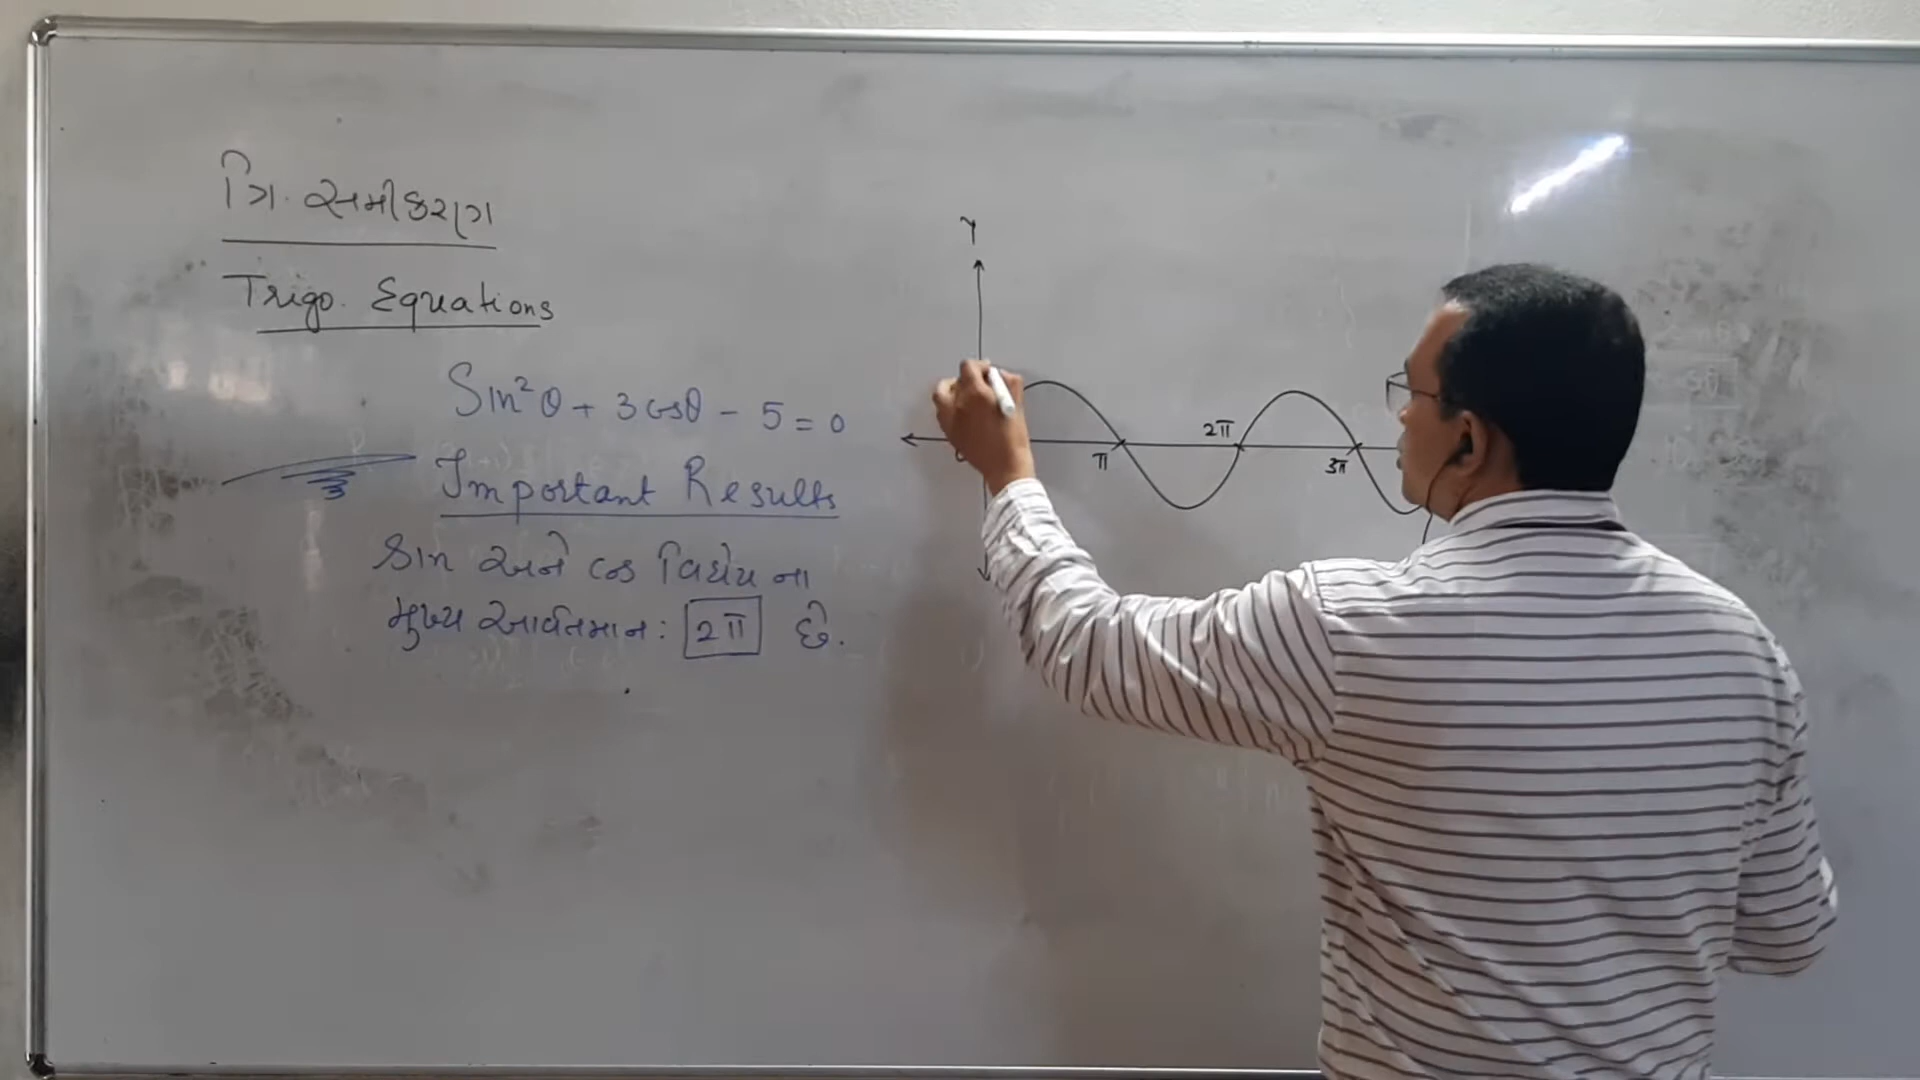 ત્રિ. સમીકરણ
Trigo. Equations
Sin²θ + 3cosθ - 5 = 0
Important Results
Sin અને cos વિધેય ના
મુખ્ય આવર્તમાન: 2π છે.
Y
π
2π
3π